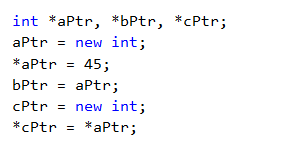 int *aPtr, *bPtr, *cPtr;
aPtr = new int;
*aPtr = 45;
bPtr = aPtr;
cPtr = new int;
*cPtr = *aPtr;